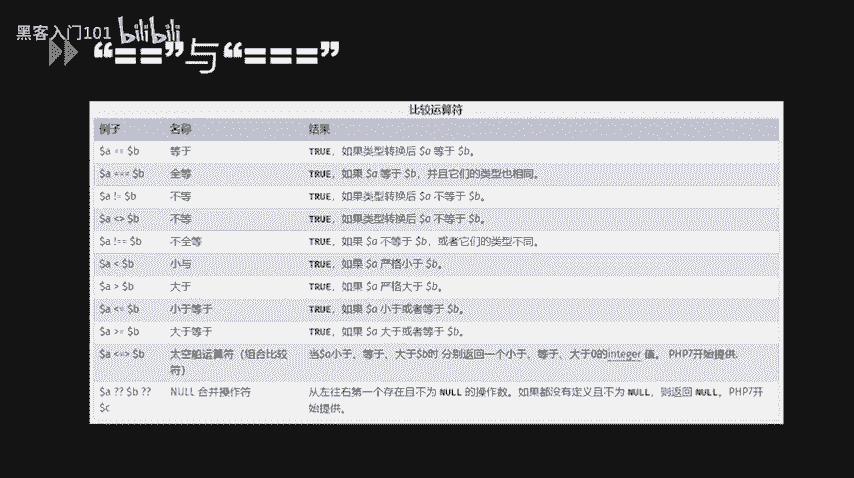 黑客入门101 bilibili
“==”与“===”
比较运算符
例子 名称 结果
$a == $b 等于 TRUE，如果类型转换后 $a 等于 $b。
$a === $b 全等 TRUE，如果 $a 等于 $b，并且它们的类型也相同。
$a != $b 不等 TRUE，如果类型转换后 $a 不等于 $b。
$a <> $b 不等 TRUE，如果类型转换后 $a 不等于 $b。
$a !== $b 不全等 TRUE，如果 $a 不等于 $b，或者它们的类型不同。
$a < $b 小与 TRUE，如果 $a 严格小于 $b。
$a > $b 大于 TRUE，如果 $a 严格大于 $b。
$a <= $b 小于等于 TRUE，如果 $a 小于或者等于 $b。
$a >= $b 大于等于 TRUE，如果 $a 大于或者等于 $b。
$a <=> $b 太空船运算符（组合比较 当$a小于、等于、大于$b时 分别返回一个小于、等于、大于0的integer 值。 PHP7开始提供.
符）
$a ?? $b ?? NULL 合并操作符 从左往右第一个存在且不为 NULL 的操作数。如果都没有定义且不为 NULL，则返回 NULL。PHP7开
$c 始提供。